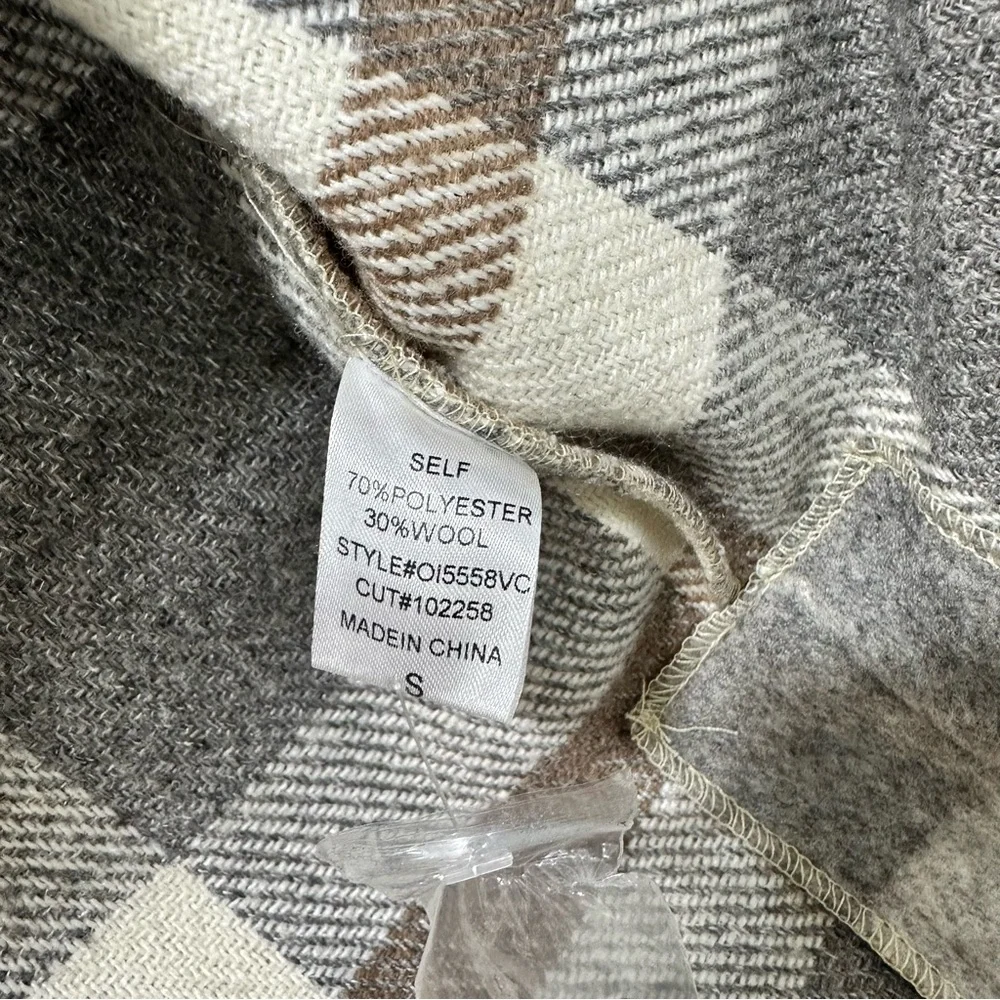 SELF
70%POLYESTER
30%WOOL
STYLE#OI5558VC
CUT#102258
MADEIN CHINA
S